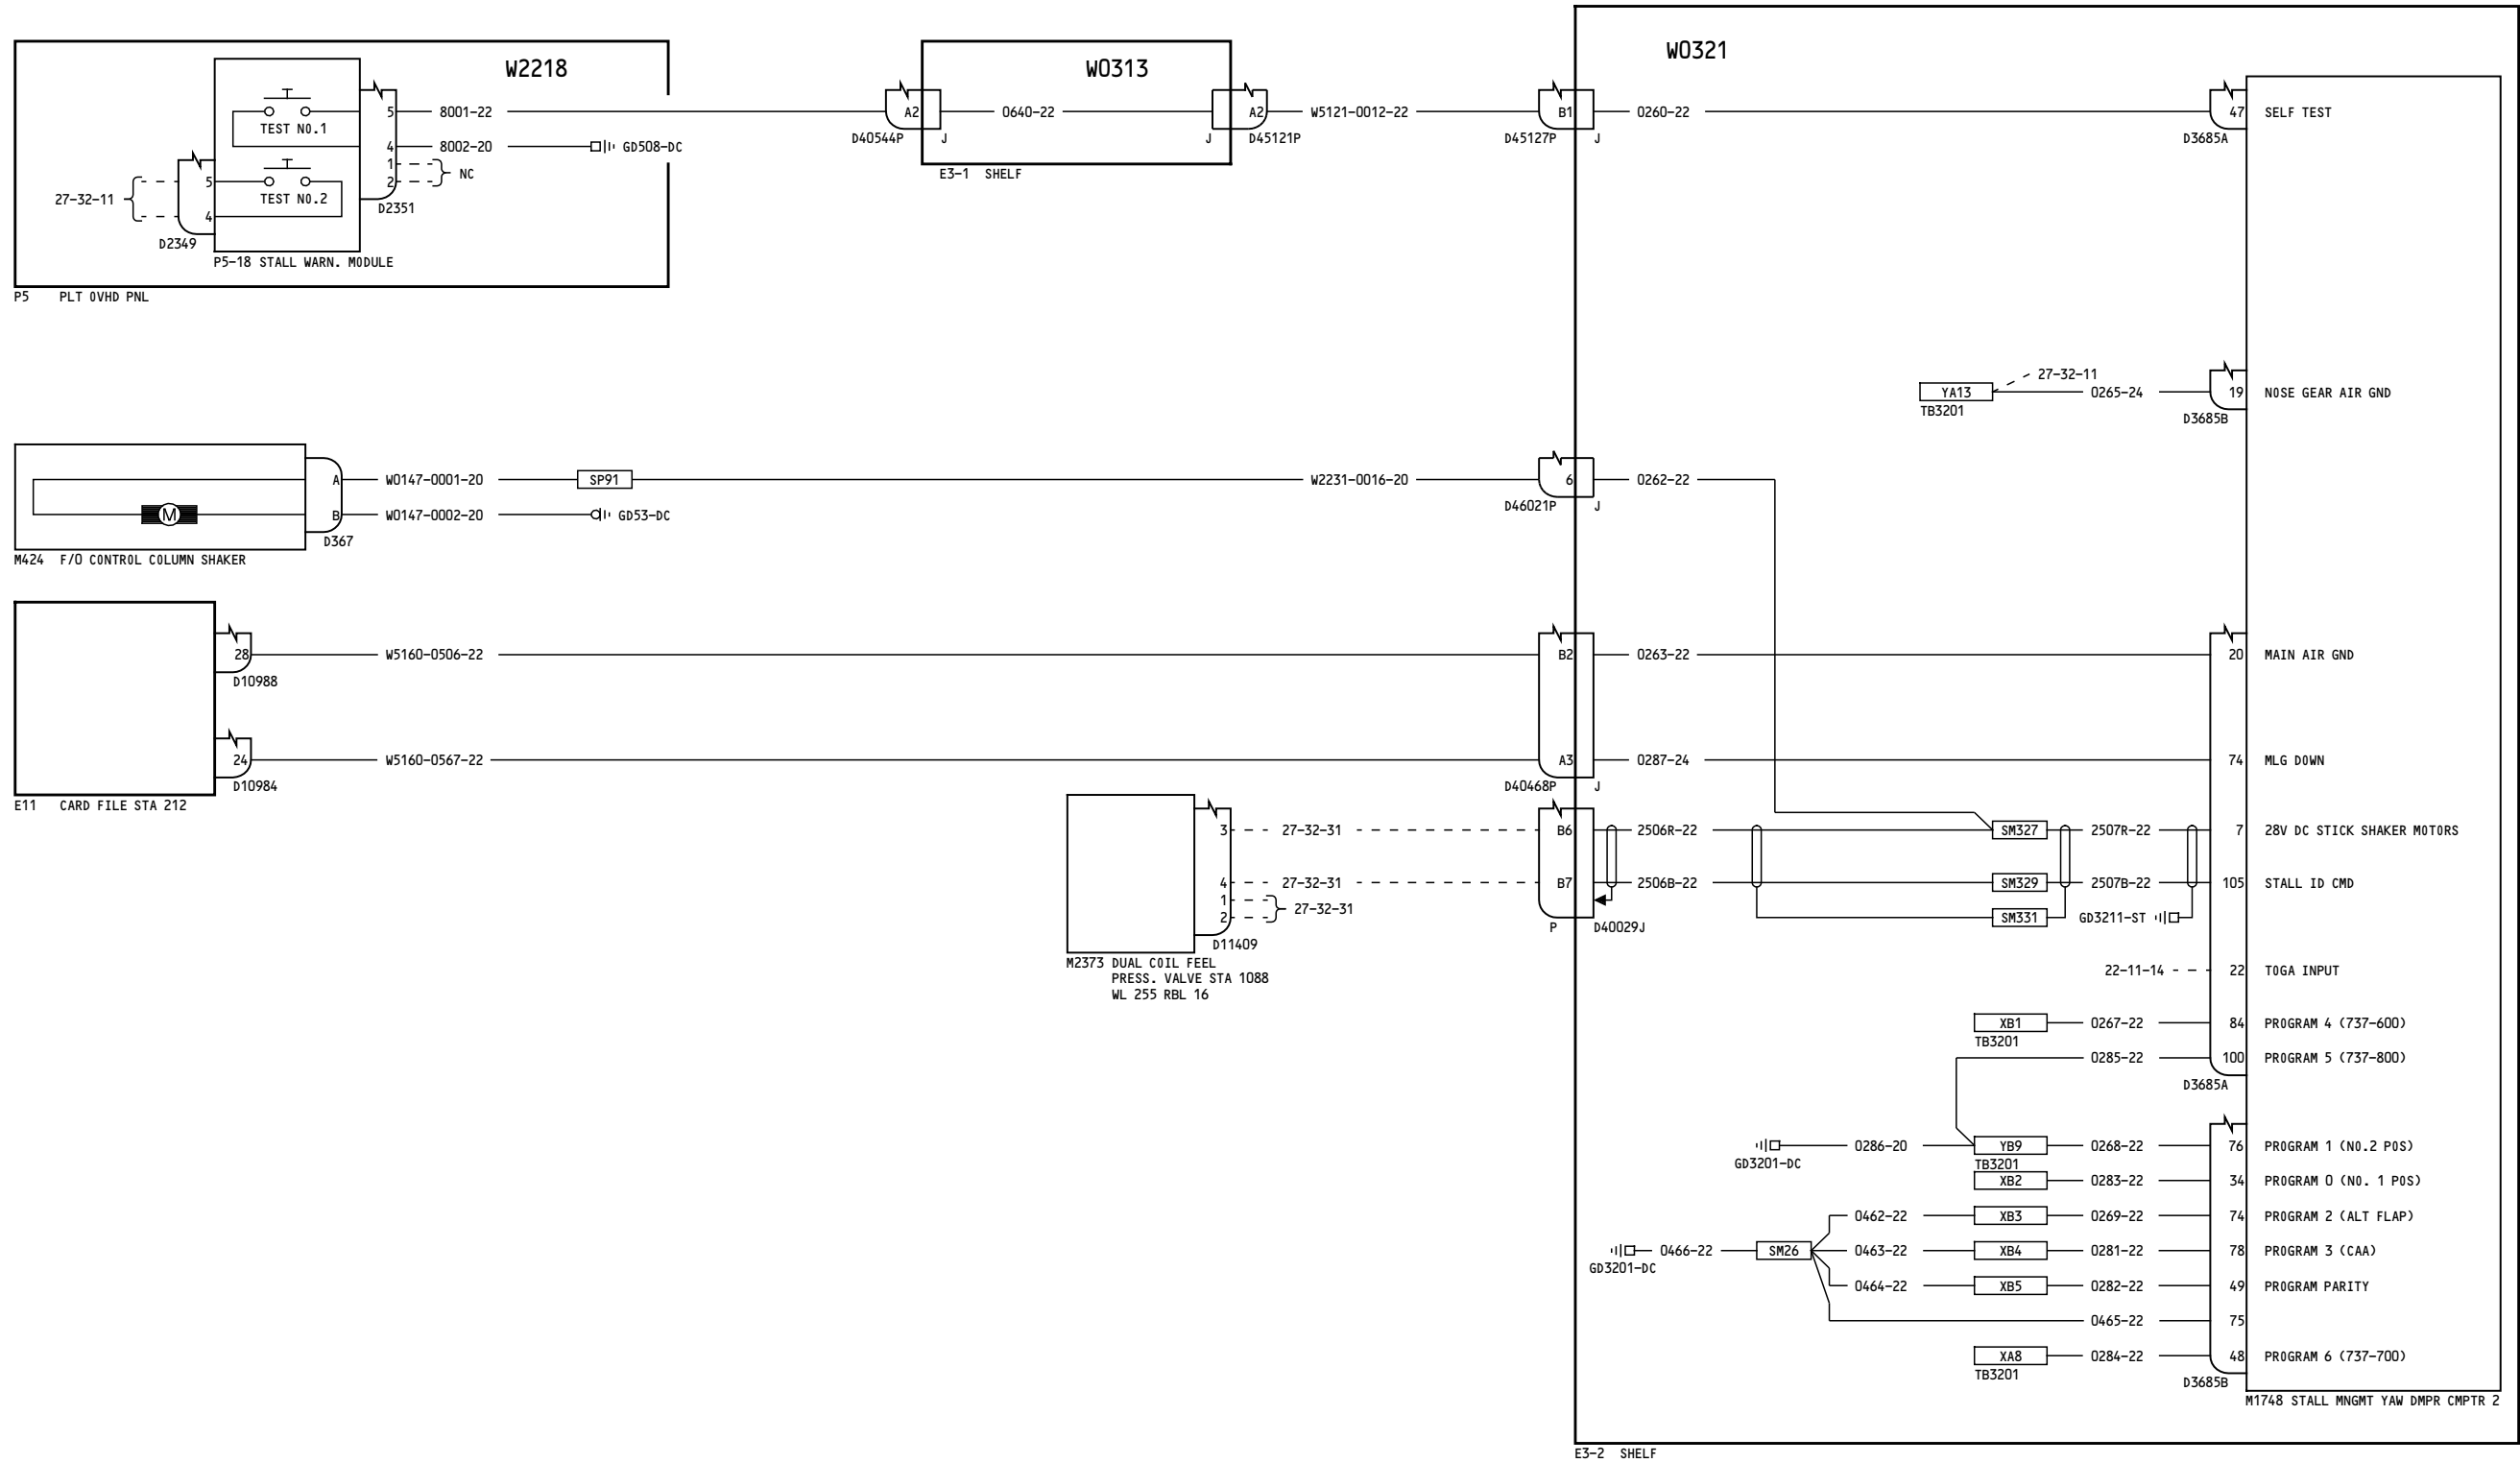 W2218
W0313
W0321
TEST NO.1
5
8001-22
A2
D40544P
J
0640-22
J
A2
D45121P
W5121-0012-22
B1
D45127P
J
0260-22
47
SELF TEST
D3685A
4
8002-20
GD508-DC
1
2
NC
D2351
27-32-11
5
4
TEST NO.2
D2349
P5-18 STALL WARN. MODULE
P5 PLT OVHD PNL
E3-1 SHELF
YA13
TB3201
27-32-11
0265-24
19
NOSE GEAR AIR GND
D3685B
A
W0147-0001-20
SP91
W2231-0016-20
6
D46021P
J
0262-22
M
B
W0147-0002-20
GD53-DC
D367
M424 F/O CONTROL COLUMN SHAKER
28
D10988
W5160-0506-22
B2
0263-22
20
MAIN AIR GND
24
D10984
W5160-0567-22
A3
D40468P
J
0287-24
74
MLG DOWN
E11 CARD FILE STA 212
3
27-32-31
B6
2506R-22
SM327
2507R-22
7
28V DC STICK SHAKER MOTORS
4
27-32-31
B7
2506B-22
SM329
2507B-22
105
STALL ID CMD
1
2
27-32-31
D11409
P
D40029J
SM331
GD3211-ST
M2373 DUAL COIL FEEL
PRESS. VALVE STA 1088
WL 255 RBL 16
22-11-14
22
TOGA INPUT
XB1
TB3201
0267-22
84
PROGRAM 4 (737-600)
0285-22
100
PROGRAM 5 (737-800)
D3685A
GD3201-DC
0286-20
YB9
TB3201
0268-22
76
PROGRAM 1 (NO.2 POS)
XB2
0283-22
34
PROGRAM 0 (NO. 1 POS)
0462-22
XB3
0269-22
74
PROGRAM 2 (ALT FLAP)
GD3201-DC
0466-22
SM26
0463-22
XB4
0281-22
78
PROGRAM 3 (CAA)
0464-22
XB5
0282-22
49
PROGRAM PARITY
0465-22
75
XA8
TB3201
0284-22
48
PROGRAM 6 (737-700)
D3685B
M1748 STALL MNGMT YAW DMPR CMPTR 2
E3-2 SHELF